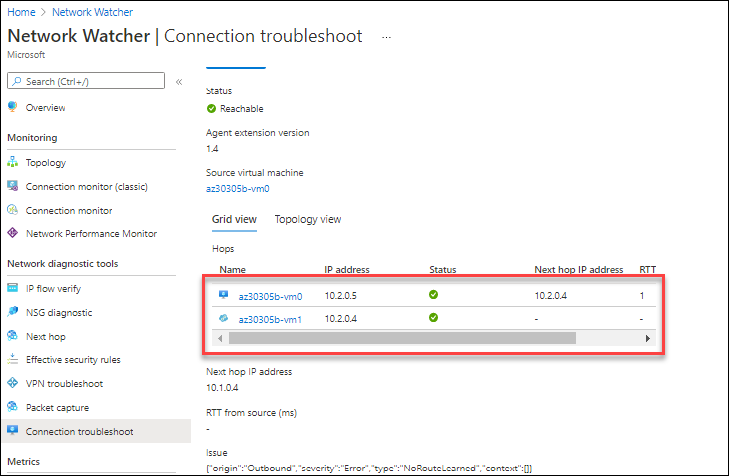 Home > Network Watcher
Network Watcher | Connection troubleshoot ...
Microsoft
Search (Ctrl+/) «
Overview
Monitoring
Topology
Connection monitor (classic)
Connection monitor
Network Performance Monitor
Network diagnostic tools
IP flow verify
NSG diagnostic
Next hop
Effective security rules
VPN troubleshoot
Packet capture
Connection troubleshoot
Metrics
Status
Reachable
Agent extension version
1.4
Source virtual machine
az30305b-vm0
Grid view Topology view
Hops
Name IP address Status Next hop IP address RTT
az30305b-vm0 10.2.0.5 10.2.0.4 1
az30305b-vm1 10.2.0.4 - -
Next hop IP address
10.1.0.4
RTT from source (ms)
-
Issue
[{"origin":"Outbound","severity":"Error","type":"NoRouteLearned","context":[]}